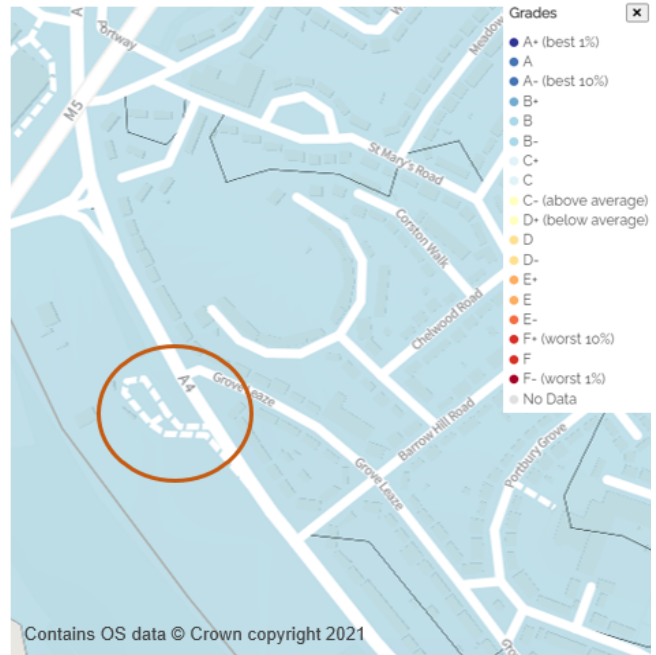 Grades
×
A+ (best 1%)
A
A- (best 10%)
B+
B
B-
C+
C
C- (above average)
D+ (below average)
D
D-
E+
E
E-
F+ (worst 10%)
F
F- (worst 1%)
No Data
Portway
M5
Meadow
St Mary's Road
Corston Walk
Chelwood Road
A4
Grove Leaze
Barrow Hill Road
Grove Leaze
Portbury Grove
Contains OS data © Crown copyright 2021